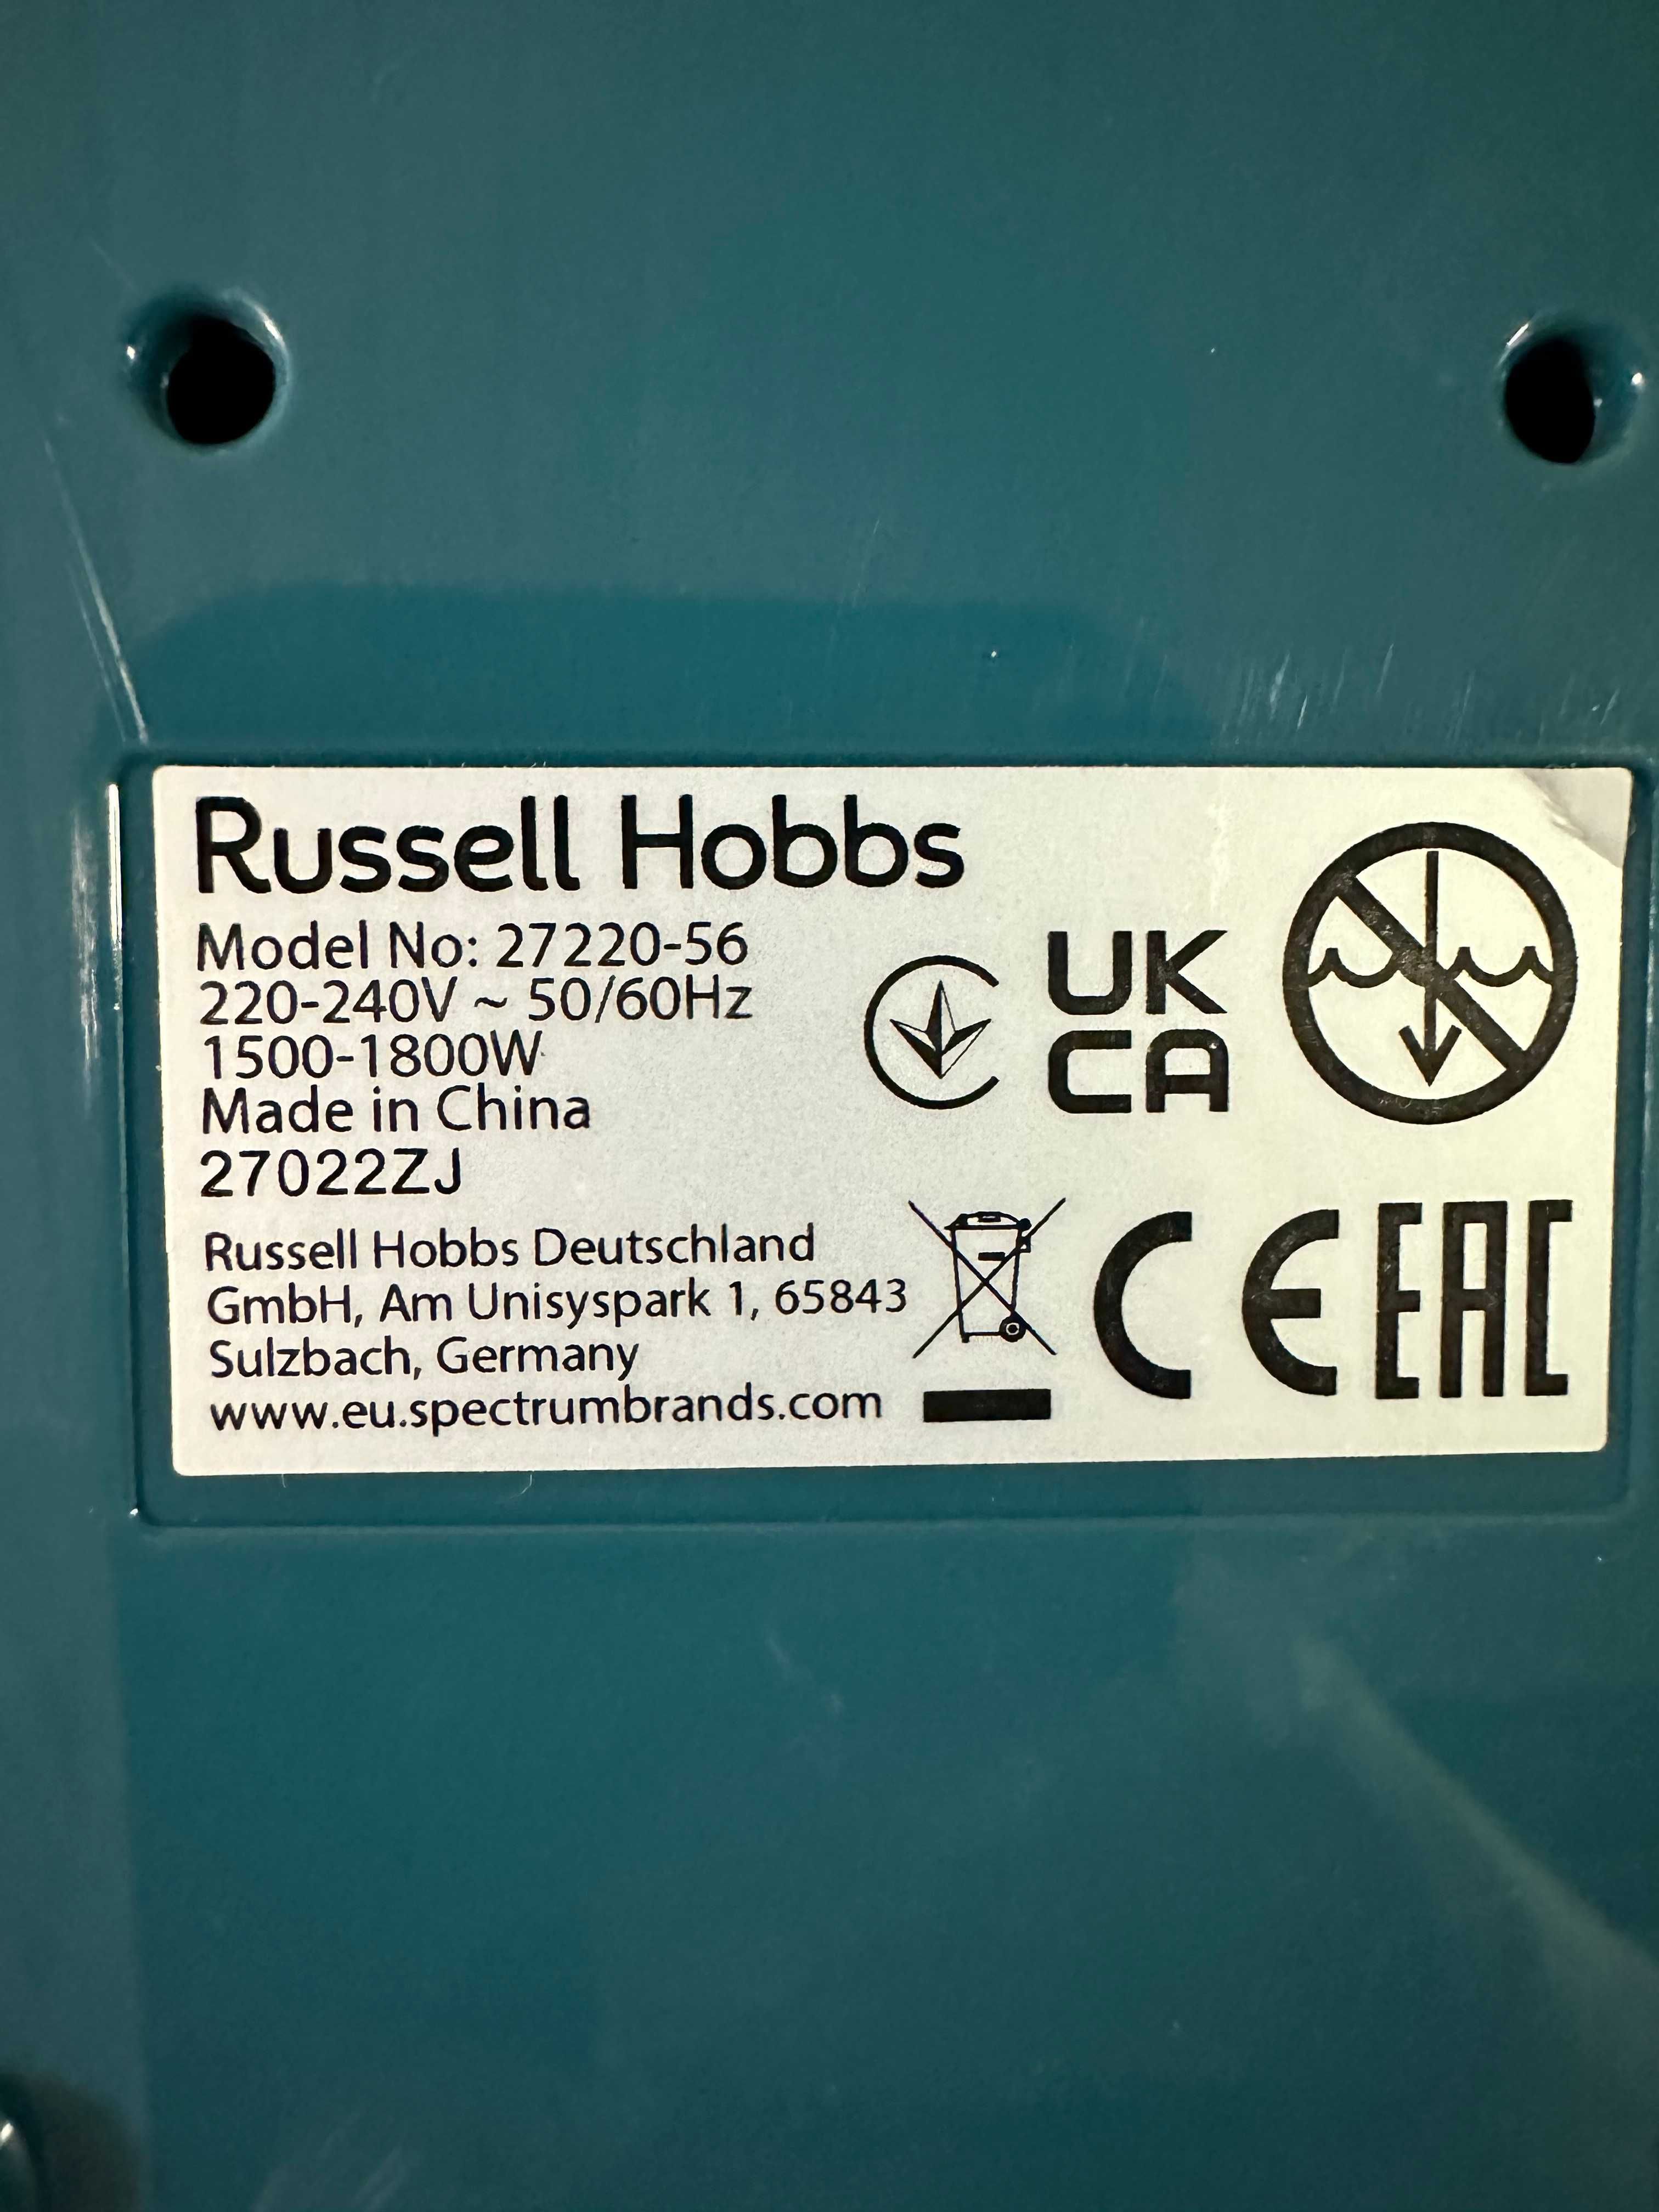 Russell Hobbs
Model No: 27220-56
220-240V ~ 50/60Hz
1500-1800W
Made in China
27022ZJ
UK
CA
Russell Hobbs Deutschland
GmbH, Am Unisyspark 1, 65843
Sulzbach, Germany
www.eu.spectrumbrands.com
CE EAC